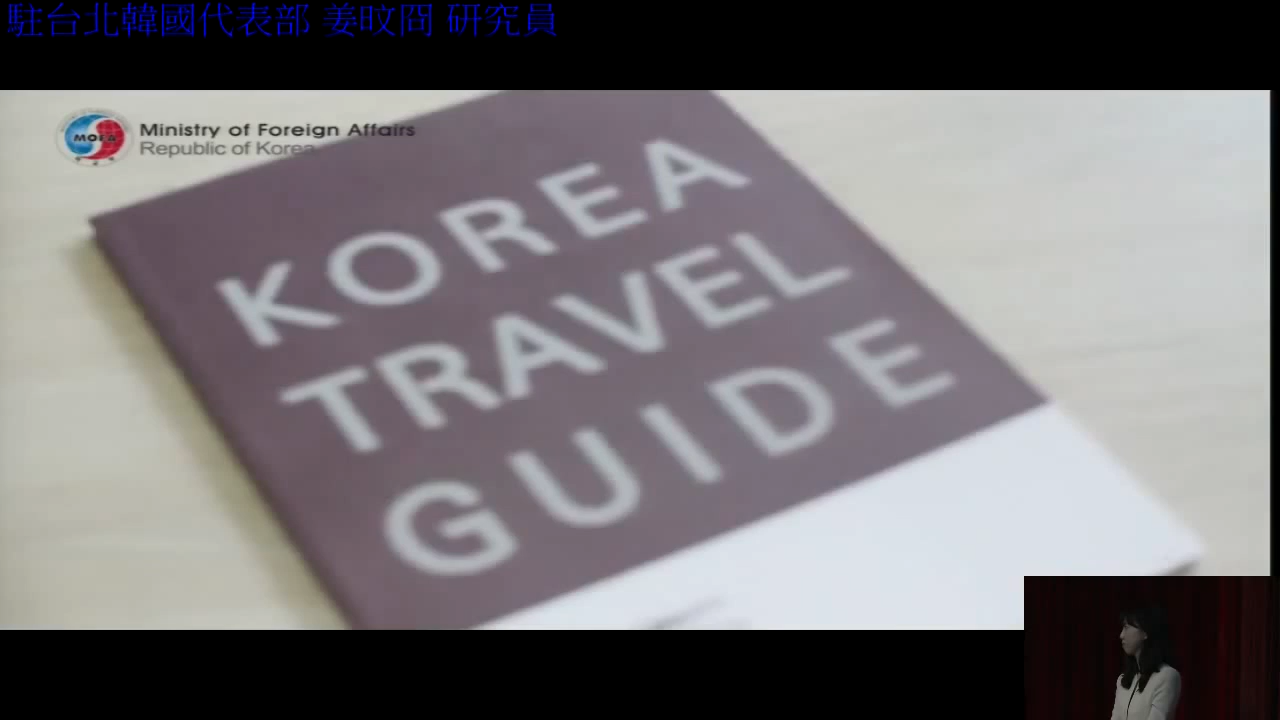 駐台北韓國代表部 姜旼冏 研究員
MOFA
Ministry of Foreign Affairs
Republic of Korea
KOREA
TRAVEL
GUIDE